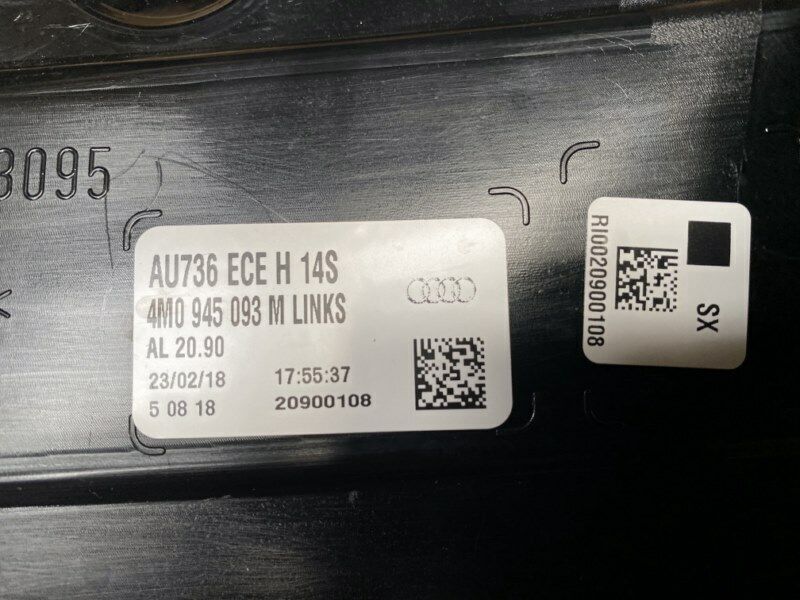 3095
AU736 ECE H 14S
4M0 945 093 M LINKS
AL 20.90
23/02/18 17:55:37
5 08 18 20900108
RI0020900108
SX